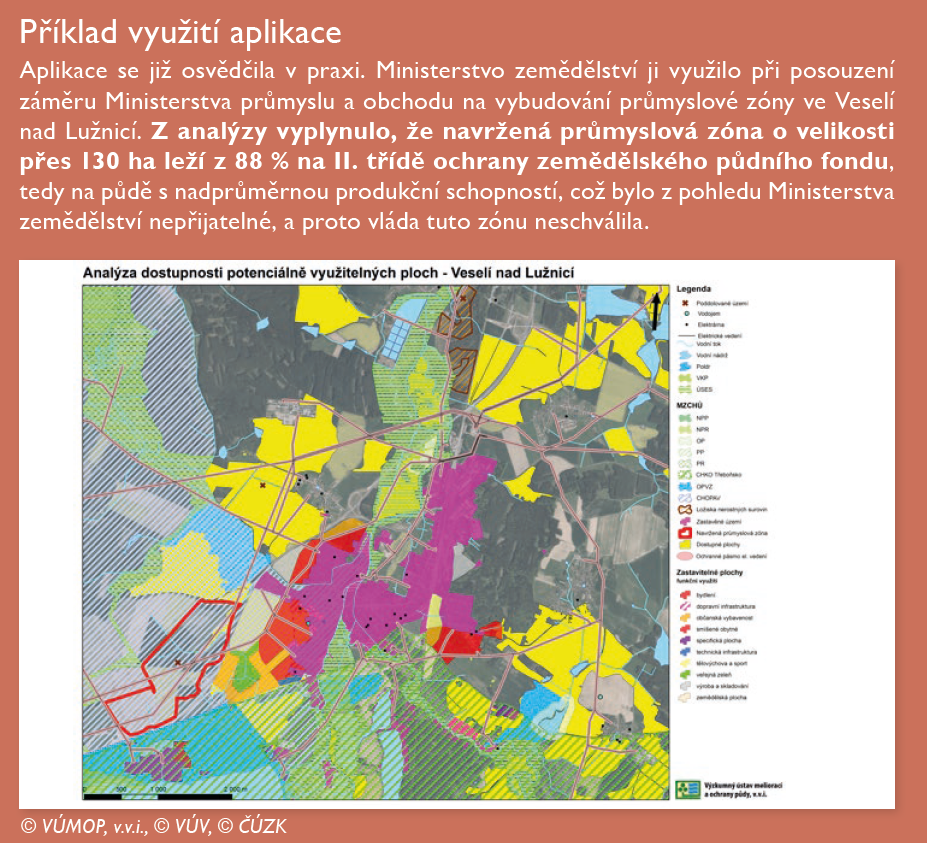 Příklad využití aplikace
Aplikace se již osvědčila v praxi. Ministerstvo zemědělství ji využilo při posouzení
záměru Ministerstva průmyslu a obchodu na vybudování průmyslové zóny ve Veselí
nad Lužnicí. Z analýzy vyplynulo, že navržená průmyslová zóna o velikosti
přes 130 ha leží z 88 % na II. třídě ochrany zemědělského půdního fondu,
tedy na půdě s nadprůměrnou produkční schopností, což bylo z pohledu Ministerstva
zemědělství nepřijatelné, a proto vláda tuto zónu neschválila.
Analýza dostupnosti potenciálně využitelných ploch - Veselí nad Lužnicí
Legenda
Poddolované území
Vodojem
Elektrárna
Elektrické vedení
Vodní tok
Vodní nádrž
Poldr
VKP
ÚSES
MZCHÚ
NPP
NPR
OP
PP
PR
CHKO Třeboňsko
OPVZ
CHOPAV
Ložiska nerostných surovin
Zastavěné území
Navržená průmyslová zóna
Dostupné plochy
Ochranné pásmo el. vedení
Zastavitelné plochy
funkční využití
bydlení
dopravní infrastruktura
občanská vybavenost
smíšené obytné
specifická plocha
technická infrastruktura
tělovýchova a sport
veřejná zeleň
výroba a skladování
zemědělská plocha
0 500 1 000 2 000 m
Výzkumný ústav meliorací
a ochrany půdy, v.v.i.
© VÚMOP, v.v.i., © VÚV, © ČÚZK